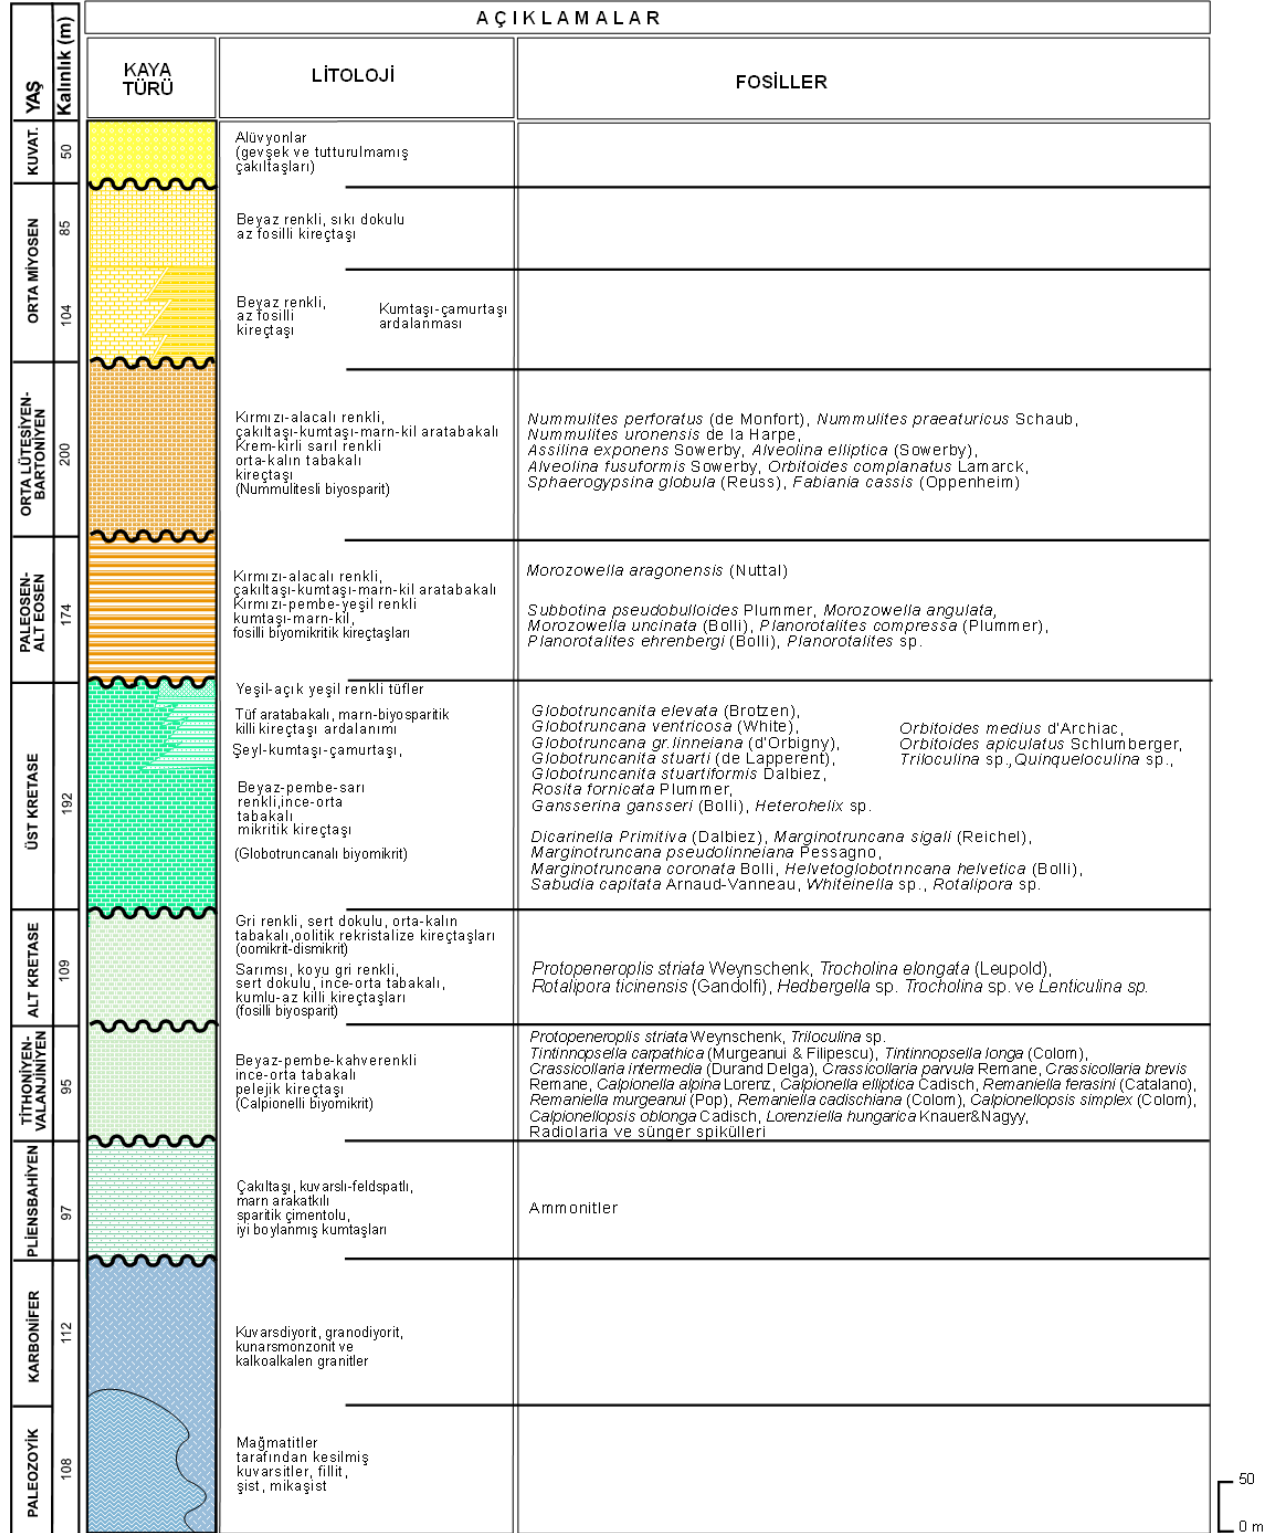 AÇIKLAMALAR
YAŞ
Kalınlık (m)
KAYA
TÜRÜ
LİTOLOJİ
FOSİLLER
KUVAT.
50
Alüvyonlar
(gevşek ve tutturulmamış
çakıltaşları)
ORTA MİYOSEN
85
Beyaz renkli, sıkı dokulu
az fosilli kireçtaşı
104
Beyaz renkli,
az fosilli
kireçtaşı
Kumtaşı-çamurtaşı
ardalanması
ORTA LÜTESİYEN-
BARTONİYEN
200
Kırmızı-alacalı renkli,
çakıltaşı-kumtaşı-marn-kil aratabakalı
Krem-kirli sarıl renkli
orta-kalın tabakalı
kireçtaşı
(Nummulitesli biyosparit)
Nummulites perforatus (de Monfort), Nummulites praeaturicus Schaub,
Nummulites uronensis de la Harpe,
Assilina exponens Sowerby, Alveolina elliptica (Sowerby),
Alveolina fusuformis Sowerby, Orbitoides complanatus Lamarck,
Sphaerogypsina globula (Reuss), Fabiania cassis (Oppenheim)
PALEOSEN-
ALT EOSEN
174
Kırmızı-alacalı renkli,
çakıltaşı-kumtaşı-marn-kil aratabakalı
Kırmızı-pembe-yeşil renkli
kumtaşı-marn-kil,
fosilli biyomikritik kireçtaşları
Morozowella aragonensis (Nuttal)
Subbotina pseudobulloides Plummer, Morozowella angulata,
Morozowella uncinata (Bolli), Planorotalites compressa (Plummer),
Planorotalites ehrenbergi (Bolli), Planorotalites sp.
ÜST KRETASE
192
Yeşil-açık yeşil renkli tüfler
Tüf aratabakalı, marn-biyosparitik
killi kireçtaşı ardalanımı
Şeyl-kumtaşı-çamurtaşı,
Beyaz-pembe-sarı
renkli,ince-orta
tabakalı
mikritik kireçtaşı
(Globotruncanalı biyomikrit)
Globotruncanita elevata (Brotzen),
Globotruncana ventricosa (White),
Globotruncana gr.linneiana (d'Orbigny),
Globotruncanita stuarti (de Lapperent),
Globotruncanita stuartiformis Dalbiez,
Rosita fornicata Plummer,
Gansserina gansseri (Bolli), Heterohelix sp.
Orbitoides medius d'Archiac,
Orbitoides apiculatus Schlumberger,
Triloculina sp.,Quinqueloculina sp.,
Dicarinella Primitiva (Dalbiez), Marginotruncana sigali (Reichel),
Marginotruncana pseudolinneiana Pessagno,
Marginotruncana coronata Bolli, Helvetoglobotrıncana helvetica (Bolli),
Sabudia capitata Arnaud-Vanneau, Whiteinella sp., Rotalipora sp.
ALT KRETASE
109
Gri renkli, sert dokulu, orta-kalın
tabakalı,oolitik rekristalize kireçtaşları
(oomikrit-dismikrit)
Sarımsı, koyu gri renkli,
sert dokulu, ince-orta tabakalı,
kumlu-az killi kireçtaşları
(fosilli biyosparit)
Protopeneroplis striata Weynschenk, Trocholina elongata (Leupold),
Rotalipora ticinensis (Gandolfi), Hedbergella sp. Trocholina sp. ve Lenticulina sp.
TİTHONİYEN-
VALANJİNİYEN
95
Beyaz-pembe-kahverenkli
ince-orta tabakalı
pelejik kireçtaşı
(Calpionelli biyomikrit)
Protopeneroplis striata Weynschenk, Triloculina sp.
Tintinnopsella carpathica (Murgeanui & Filipescu), Tintinnopsella longa (Colom),
Crassicollaria intermedia (Durand Delga), Crassicollaria parvula Remane, Crassicollaria brevis
Remane, Calpionella alpina Lorenz, Calpionella elliptica Cadisch, Remaniella ferasini (Catalano),
Remaniella murgeanui (Pop), Remaniella cadischiana (Colom), Calpionellopsis simplex (Colom),
Calpionellopsis oblonga Cadisch, Lorenziella hungarica Knauer&Nagyy,
Radiolaria ve sünger spikülleri
PLİENSBAHİYEN
97
Çakıltaşı, kuvarslı-feldspatlı,
marn arakatkılı
sparitik çimentolu,
iyi boylanmış kumtaşları
Ammonitler
KARBONİFER
112
Kuvarsdiyorit, granodiyorit,
kunarsmonzonit ve
kalkoalkalen granitler
PALEOZOYİK
108
Mağmatitler
tarafından kesilmiş
kuvarsitler, fillit,
şist, mikaşist
50
0 m